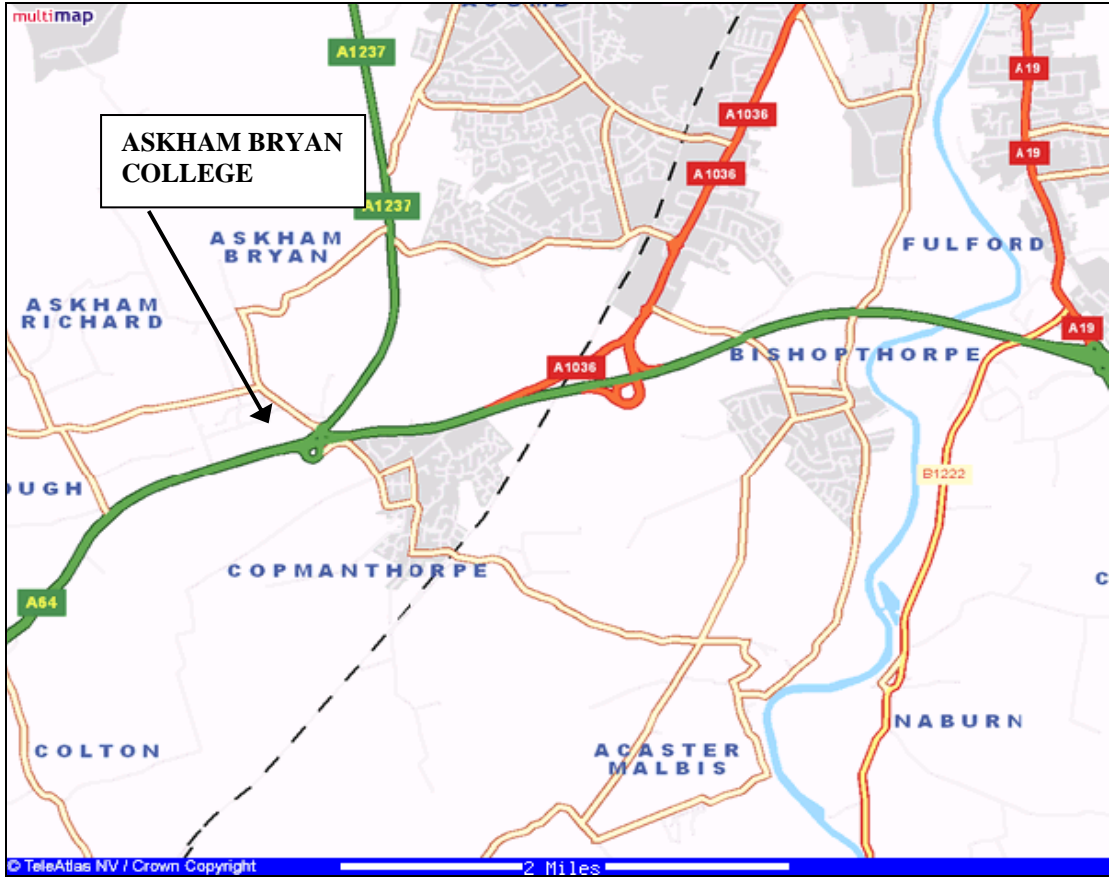 multimap
A1237
A19
A1036
ASKHAM BRYAN
COLLEGE
A19
A1036
A1237
ASKHAM
BRYAN
FULFORD
ASKHAM
RICHARD
A19
BISHOPTHORPE
A1036
B1222
OUGH
COPMANTHORPE
C
A64
NABURN
COLTON
ACASTER
MALBIS
© TeleAtlas NV / Crown Copyright
2 Miles